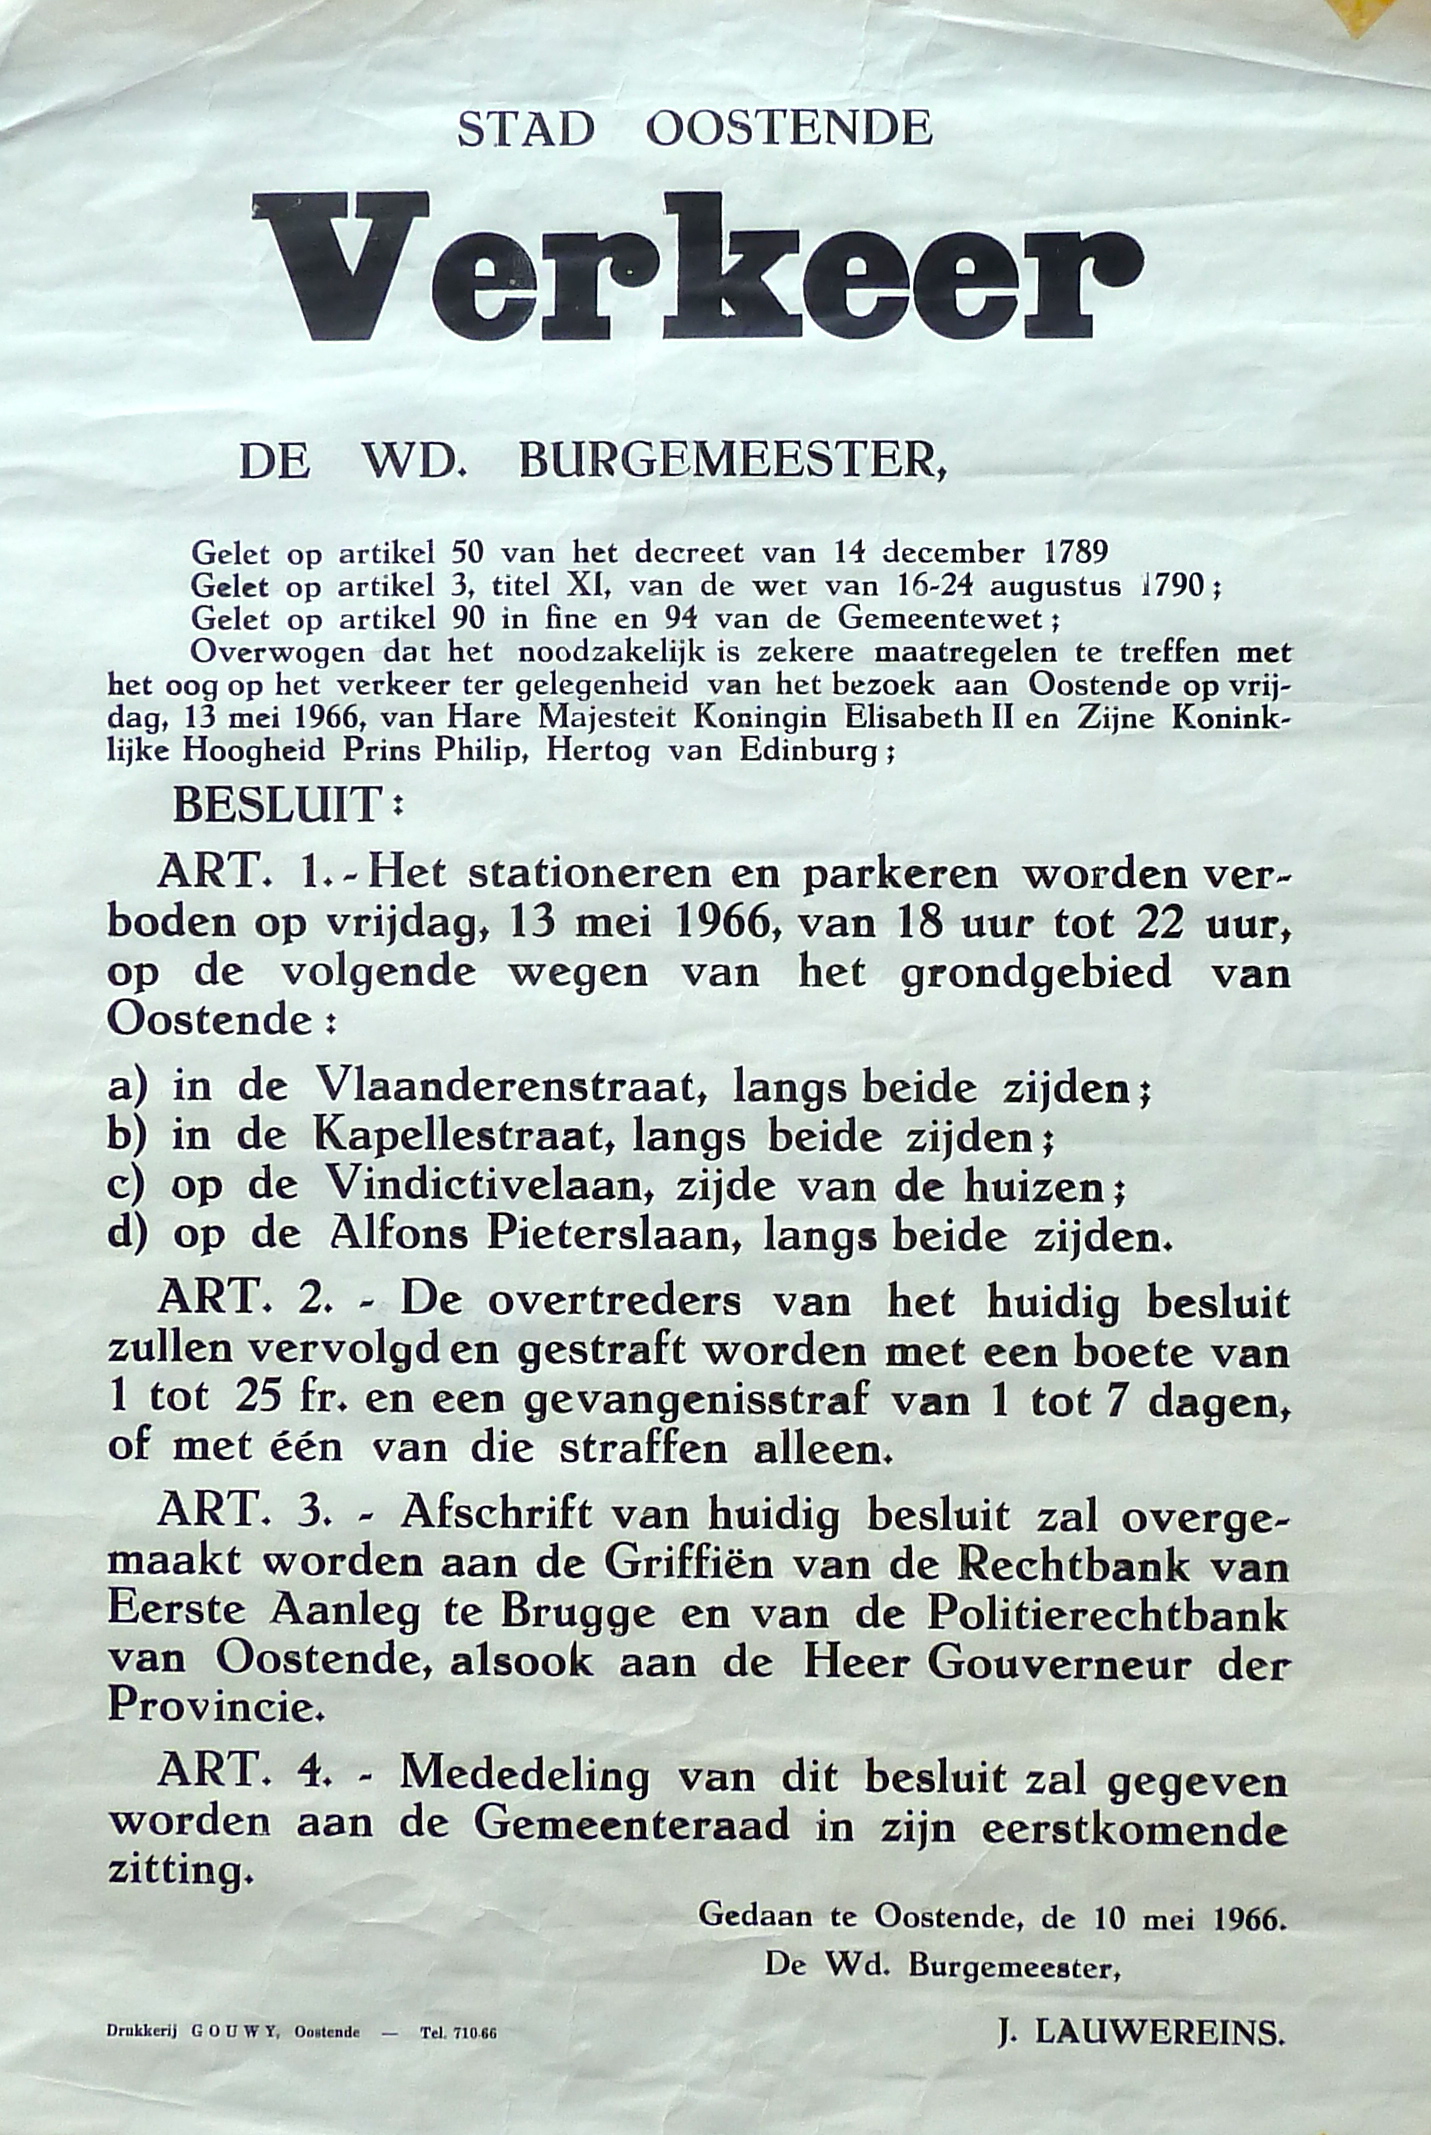 STAD OOSTENDE
Verkeer
DE WD. BURGEMEESTER,
Gelet op artikel 50 van het decreet van 14 december 1789
Gelet op artikel 3, titel XI, van de wet van 16-24 augustus 1790;
Gelet op artikel 90 in fine en 94 van de Gemeentewet;
Overwogen dat het noodzakelijk is zekere maatregelen te treffen met
het oog op het verkeer ter gelegenheid van het bezoek aan Oostende op vrij-
dag, 13 mei 1966, van Hare Majesteit Koningin Elisabeth II en Zijne Konink-
lijke Hoogheid Prins Philip, Hertog van Edinburg;
BESLUIT:
ART. 1.- Het stationeren en parkeren worden ver-
boden op vrijdag, 13 mei 1966, van 18 uur tot 22 uur,
op de volgende wegen van het grondgebied van
Oostende:
a) in de Vlaanderenstraat, langs beide zijden;
b) in de Kapellestraat, langs beide zijden;
c) op de Vindictivelaan, zijde van de huizen;
d) op de Alfons Pieterslaan, langs beide zijden.
ART. 2. - De overtreders van het huidig besluit
zullen vervolgd en gestraft worden met een boete van
1 tot 25 fr. en een gevangenisstraf van 1 tot 7 dagen,
of met één van die straffen alleen.
ART. 3. - Afschrift van huidig besluit zal overge-
maakt worden aan de Griffiën van de Rechtbank van
Eerste Aanleg te Brugge en van de Politierechtbank
van Oostende, alsook aan de Heer Gouverneur der
Provincie.
ART. 4. - Mededeling van dit besluit zal gegeven
worden aan de Gemeenteraad in zijn eerstkomende
zitting.
Gedaan te Oostende, de 10 mei 1966.
De Wd. Burgemeester,
Drukkerij GOUWY, Oostende — Tel. 710.66
J. LAUWEREINS.